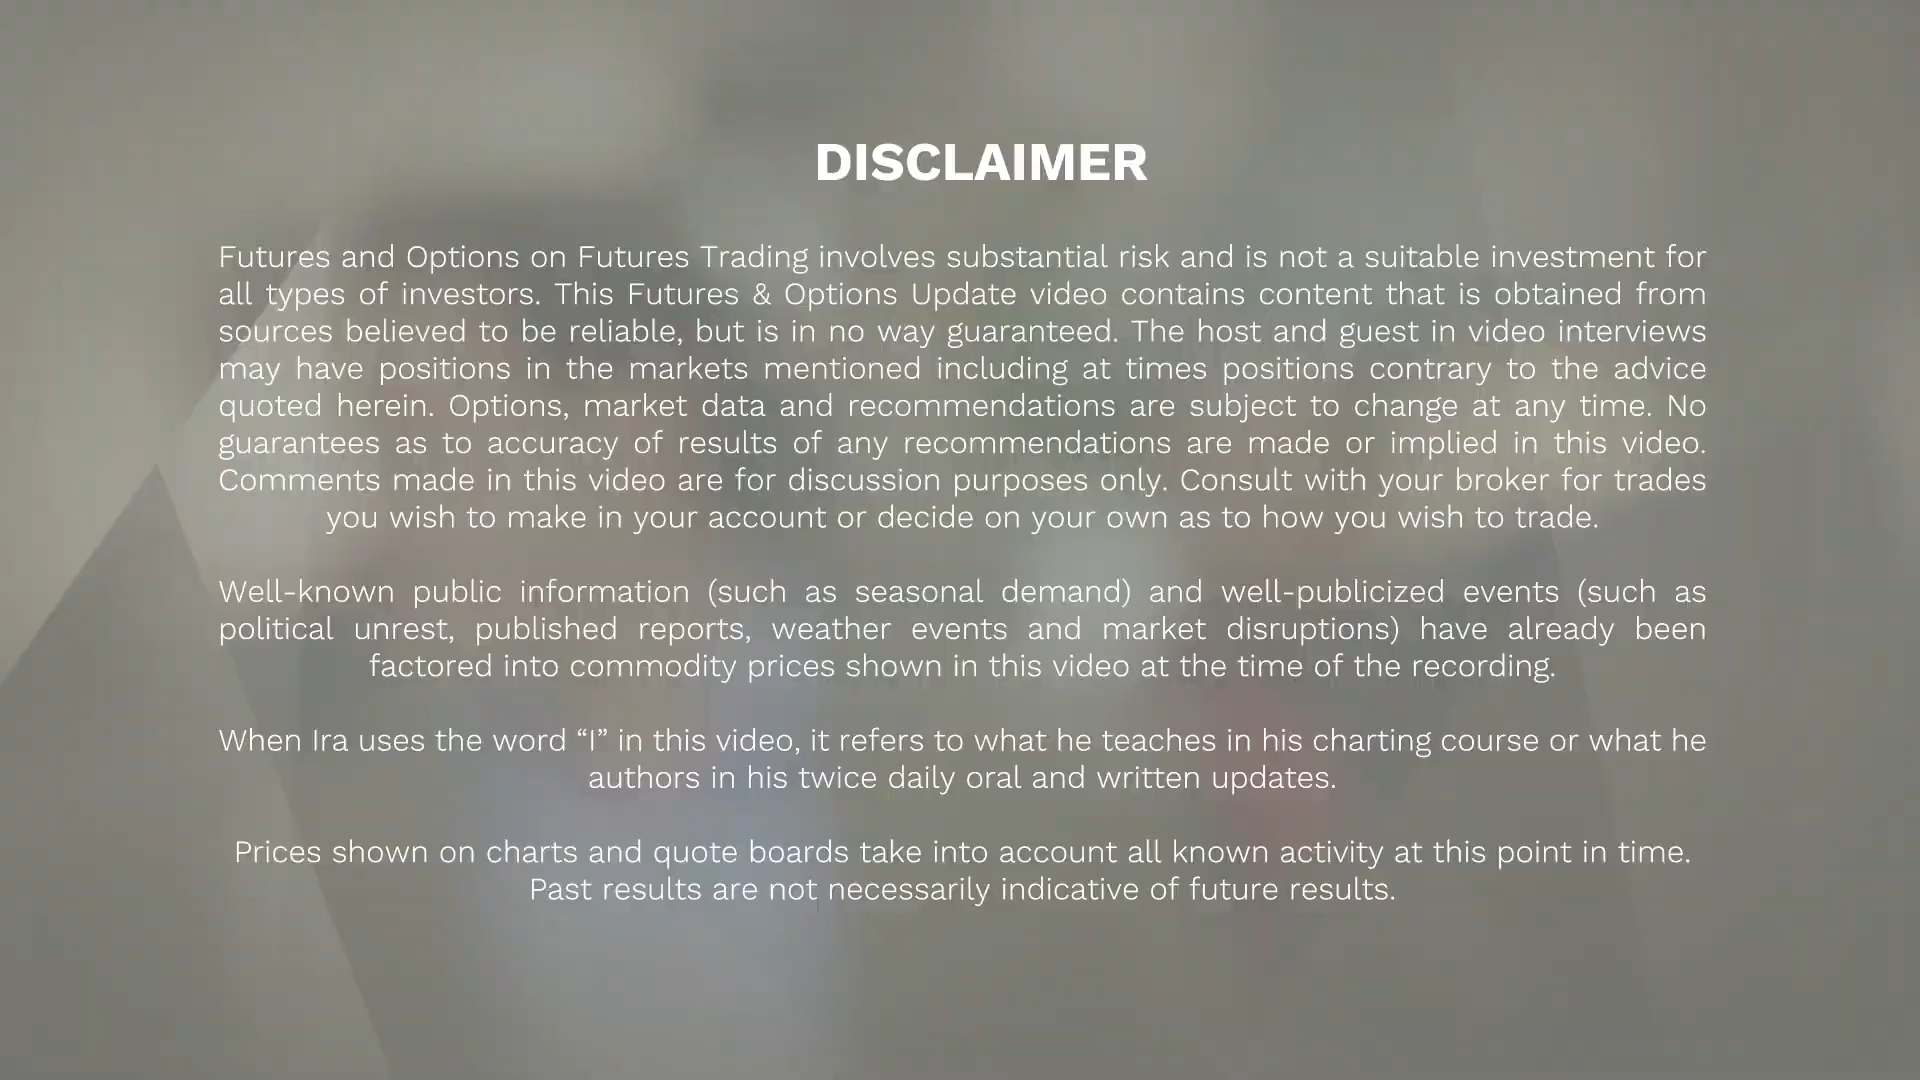 DISCLAIMER
Futures and Options on Futures Trading involves substantial risk and is not a suitable investment for
all types of investors. This Futures & Options Update video contains content that is obtained from
sources believed to be reliable, but is in no way guaranteed. The host and guest in video interviews
may have positions in the markets mentioned including at times positions contrary to the advice
quoted herein. Options, market data and recommendations are subject to change at any time. No
guarantees as to accuracy of results of any recommendations are made or implied in this video.
Comments made in this video are for discussion purposes only. Consult with your broker for trades
you wish to make in your account or decide on your own as to how you wish to trade.
Well-known public information (such as seasonal demand) and well-publicized events (such as
political unrest, published reports, weather events and market disruptions) have already been
factored into commodity prices shown in this video at the time of the recording.
When Ira uses the word “I” in this video, it refers to what he teaches in his charting course or what he
authors in his twice daily oral and written updates.
Prices shown on charts and quote boards take into account all known activity at this point in time.
Past results are not necessarily indicative of future results.